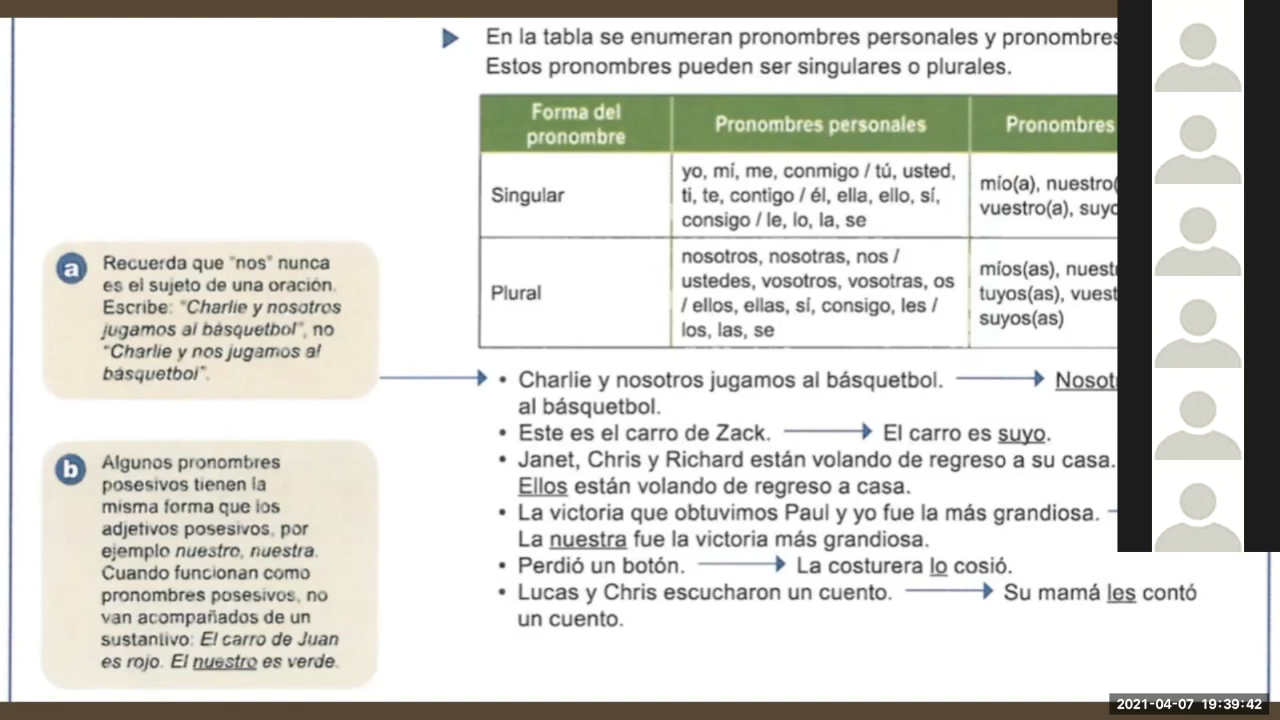 En la tabla se enumeran pronombres personales y pronombres
Estos pronombres pueden ser singulares o plurales.
Forma del
pronombre
Pronombres personales
Pronombres
Singular
yo, mí, me, conmigo / tú, usted,
ti, te, contigo / él, ella, ello, sí,
consigo / le, lo, la, se
mío(a), nuestro(
vuestro(a), suyo
Plural
nosotros, nosotras, nos /
ustedes, vosotros, vosotras, os
/ ellos, ellas, sí, consigo, les /
los, las, se
míos(as), nuest
tuyos(as), vuest
suyos(as)
a
Recuerda que "nos" nunca
es el sujeto de una oración.
Escribe: "Charlie y nosotros
jugamos al básquetbol", no
"Charlie y nos jugamos al
básquetbol".
b
Algunos pronombres
posesivos tienen la
misma forma que los
adjetivos posesivos, por
ejemplo nuestro, nuestra.
Cuando funcionan como
pronombres posesivos, no
van acompañados de un
sustantivo: El carro de Juan
es rojo. El nuestro es verde.
• Charlie y nosotros jugamos al básquetbol. → Nosot
al básquetbol.
• Este es el carro de Zack. → El carro es suyo.
• Janet, Chris y Richard están volando de regreso a su casa.
Ellos están volando de regreso a casa.
• La victoria que obtuvimos Paul y yo fue la más grandiosa.
La nuestra fue la victoria más grandiosa.
• Perdió un botón. → La costurera lo cosió.
• Lucas y Chris escucharon un cuento. → Su mamá les contó
un cuento.
2021-04-07 19:39:42